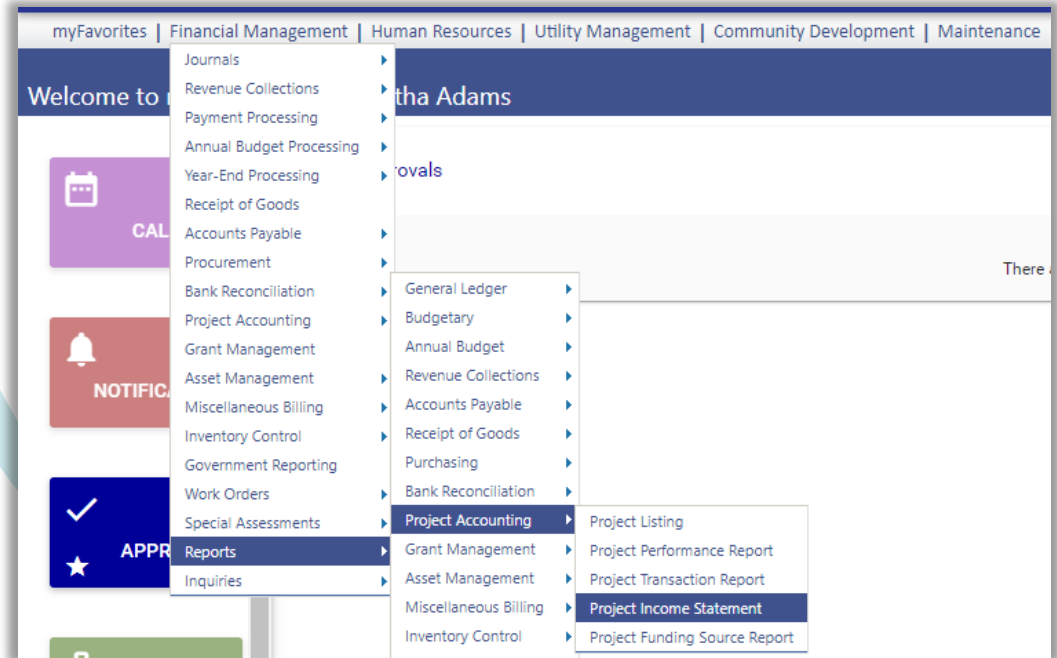 myFavorites | Financial Management | Human Resources | Utility Management | Community Development | Maintenance
Welcome to
tha Adams
Journals
Revenue Collections
Payment Processing
Annual Budget Processing
Year-End Processing
Receipt of Goods
Accounts Payable
Procurement
Bank Reconciliation
Project Accounting
Grant Management
Asset Management
Miscellaneous Billing
Inventory Control
Government Reporting
Work Orders
Special Assessments
Reports
Inquiries
General Ledger
Budgetary
Annual Budget
Revenue Collections
Accounts Payable
Receipt of Goods
Purchasing
Bank Reconciliation
Project Accounting
Grant Management
Asset Management
Miscellaneous Billing
Inventory Control
Project Listing
Project Performance Report
Project Transaction Report
Project Income Statement
Project Funding Source Report
rovals
There
CAL
NOTIFIC
APPR